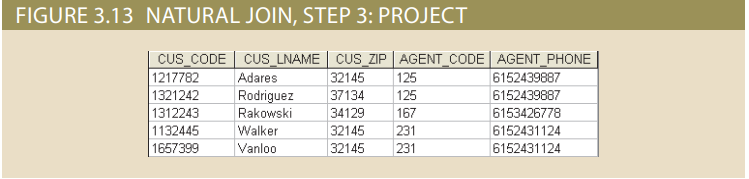 FIGURE 3.13 NATURAL JOIN, STEP 3: PROJECT
CUS_CODE CUS_LNAME CUS_ZIP AGENT_CODE AGENT_PHONE
1217782 Adares 32145 125 6152439887
1321242 Rodriguez 37134 125 6152439887
1312243 Rakowski 34129 167 6153426778
1132445 Walker 32145 231 6152431124
1657399 Vanloo 32145 231 6152431124